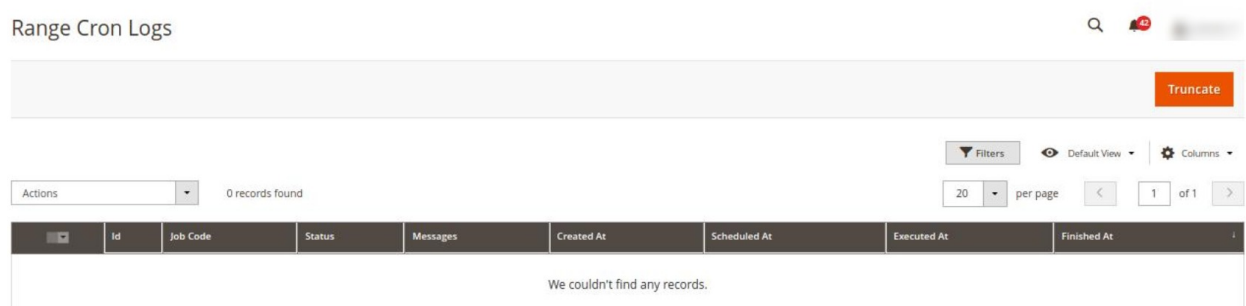 Range Cron Logs
42
Truncate
Filters Default View Columns
Actions 0 records found 20 per page 1 of 1
Id Job Code Status Messages Created At Scheduled At Executed At Finished At
We couldn't find any records.